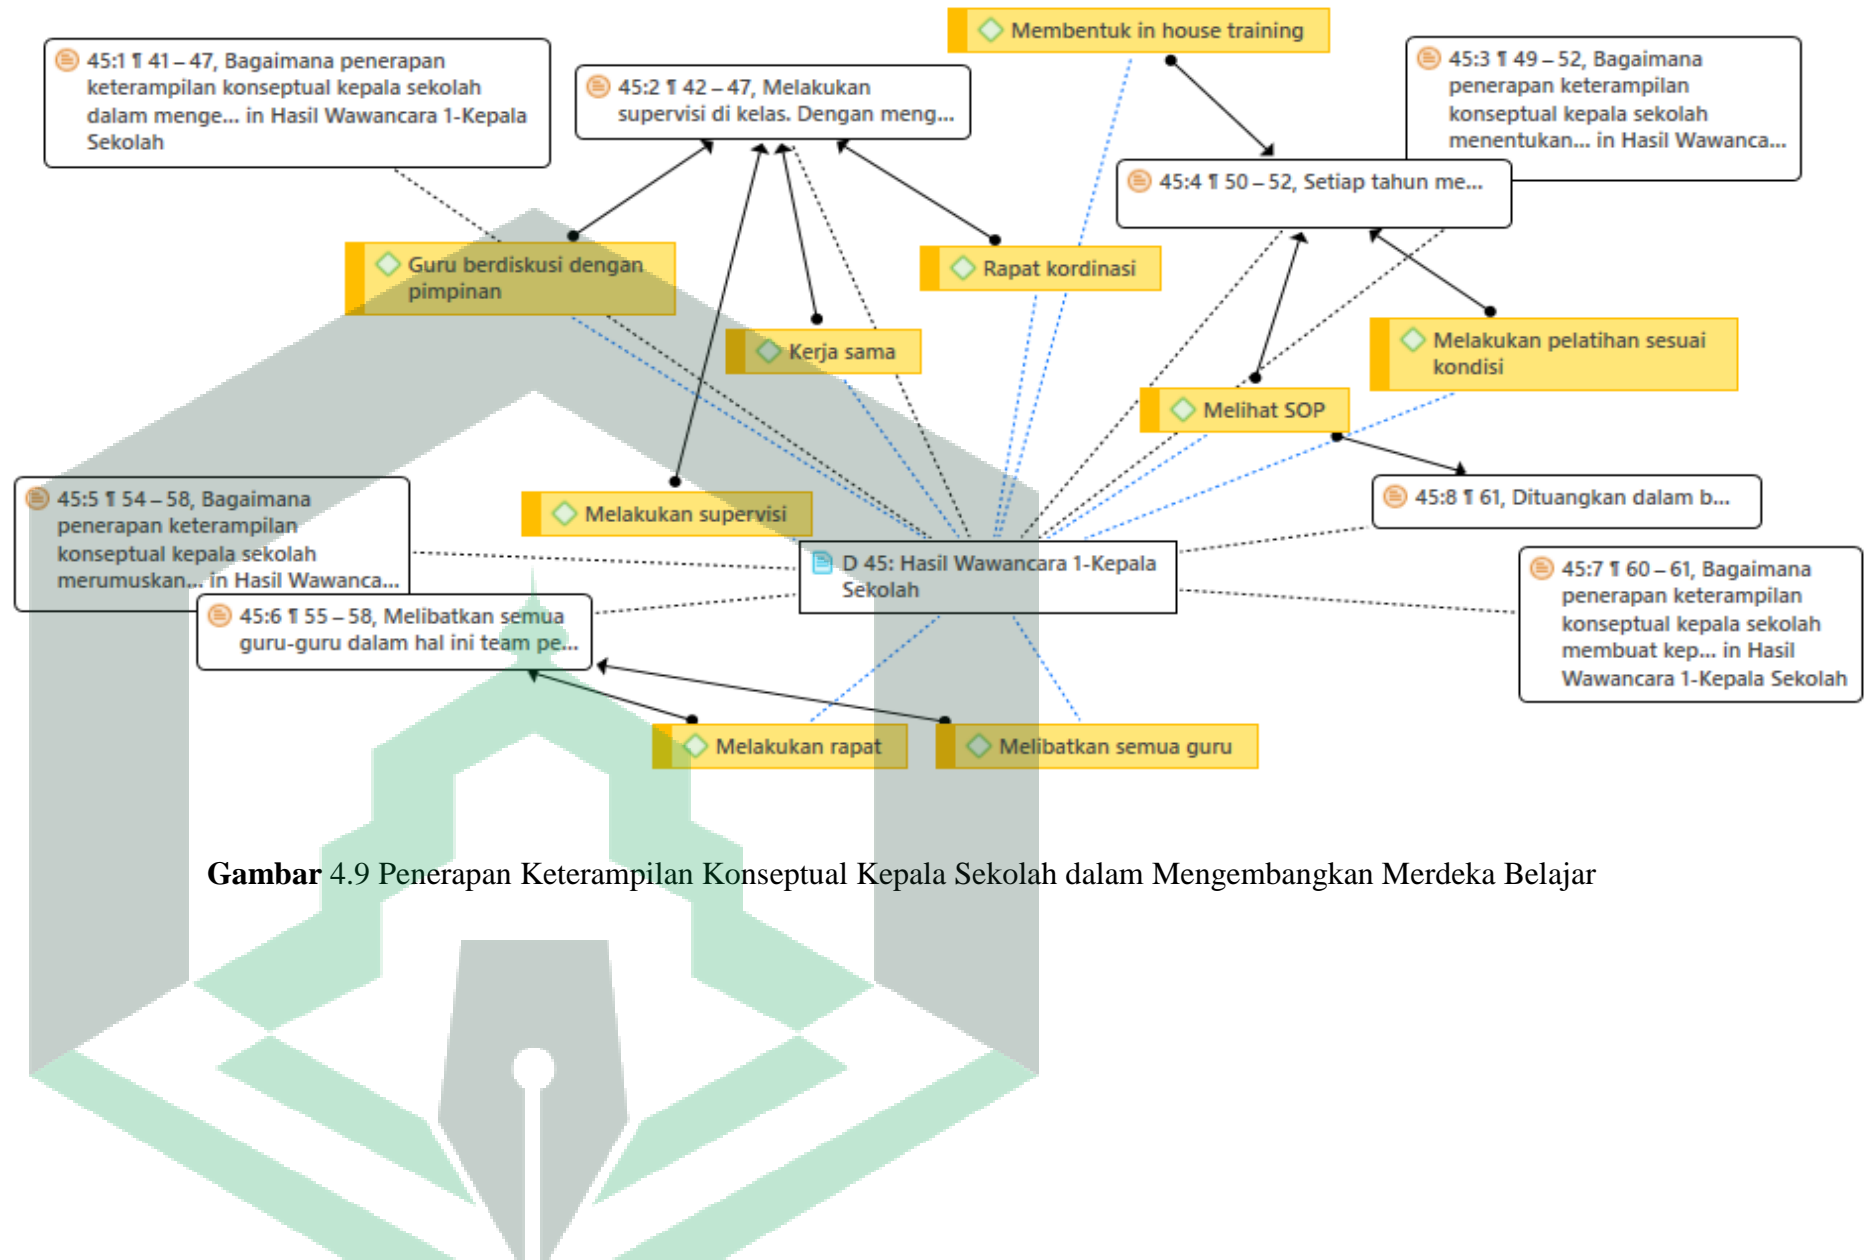 Membentuk in house training
45:1 ¶ 41 – 47, Bagaimana penerapan
keterampilan konseptual kepala sekolah
dalam menge... in Hasil Wawancara 1-Kepala
Sekolah
45:2 ¶ 42 – 47, Melakukan
supervisi di kelas. Dengan meng...
45:3 ¶ 49 – 52, Bagaimana
penerapan keterampilan
konseptual kepala sekolah
menentukan... in Hasil Wawanca...
45:4 ¶ 50 – 52, Setiap tahun me...
Guru berdiskusi dengan
pimpinan
Rapat kordinasi
Kerja sama
Melakukan pelatihan sesuai
kondisi
Melihat SOP
45:5 ¶ 54 – 58, Bagaimana
penerapan keterampilan
konseptual kepala sekolah
merumuskan... in Hasil Wawanca...
Melakukan supervisi
45:8 ¶ 61, Dituangkan dalam b...
D 45: Hasil Wawancara 1-Kepala
Sekolah
45:7 ¶ 60 – 61, Bagaimana
penerapan keterampilan
konseptual kepala sekolah
membuat kep... in Hasil
Wawancara 1-Kepala Sekolah
45:6 ¶ 55 – 58, Melibatkan semua
guru-guru dalam hal ini team pe...
Melakukan rapat
Melibatkan semua guru
Gambar 4.9 Penerapan Keterampilan Konseptual Kepala Sekolah dalam Mengembangkan Merdeka Belajar